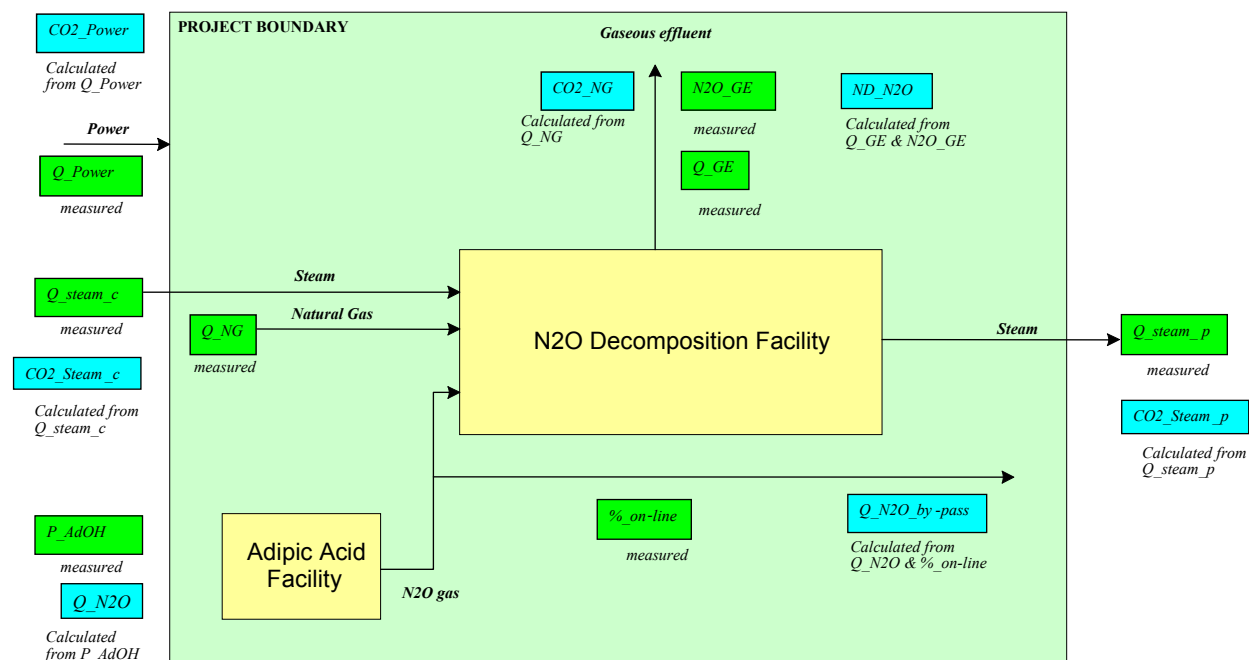 CO2_Power
Calculated
from Q_Power
PROJECT BOUNDARY
Gaseous effluent
CO2_NG
Calculated from
Q_NG
N2O_GE
measured
Q_GE
measured
ND_N2O
Calculated from
Q_GE & N2O_GE
Power
Q_Power
measured
Steam
Q_steam_c
measured
Natural Gas
Q_NG
measured
CO2_Steam_c
Calculated from
Q_steam_c
N2O Decomposition Facility
Steam
Q_steam_p
measured
CO2_Steam_p
Calculated from
Q_steam_p
%_on-line
measured
Q_N2O_by-pass
Calculated from
Q_N2O & %_on-line
P_AdOH
measured
Q_N2O
Calculated
from P_AdOH
Adipic Acid
Facility
N2O gas